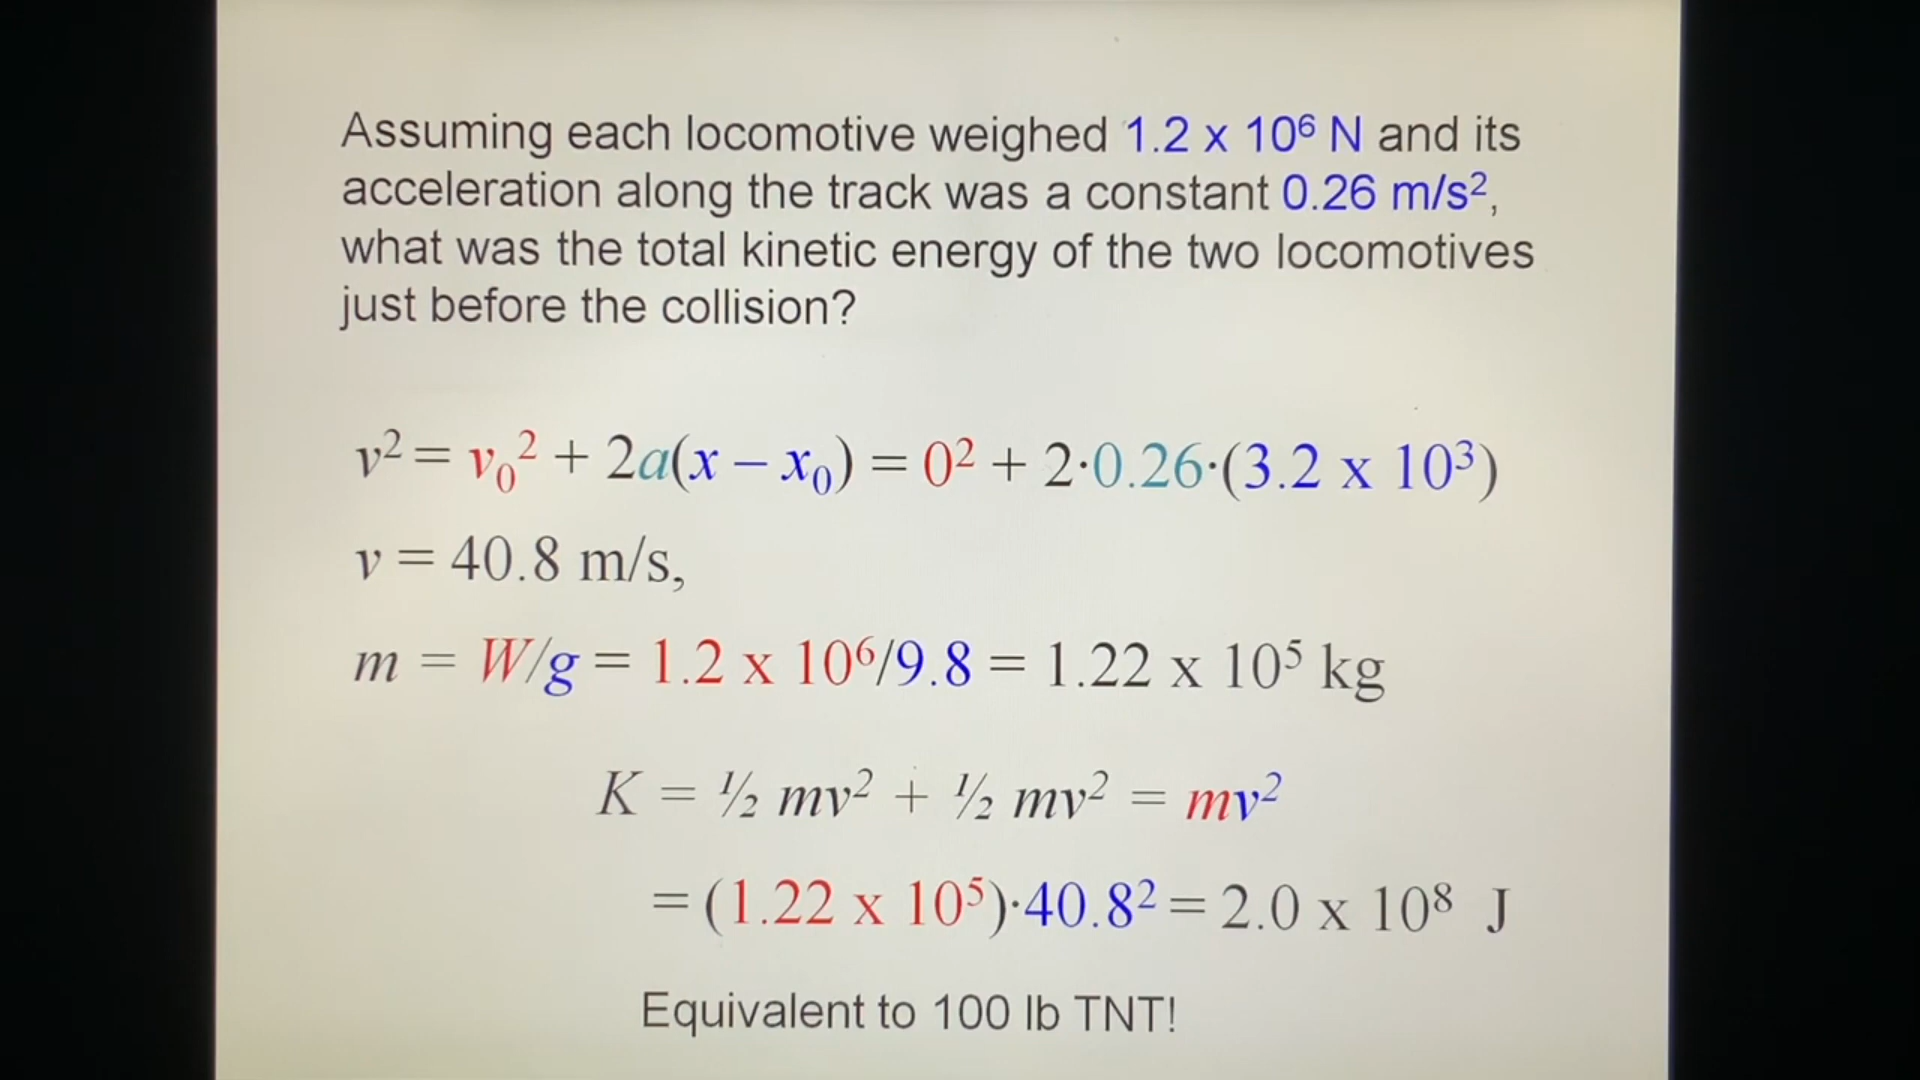 Assuming each locomotive weighed 1.2 x 10⁶ N and its
acceleration along the track was a constant 0.26 m/s²,
what was the total kinetic energy of the two locomotives
just before the collision?
v² = v₀² + 2a(x – x₀) = 0² + 2·0.26·(3.2 x 10³)
v = 40.8 m/s,
m = W/g = 1.2 x 10⁶/9.8 = 1.22 x 10⁵ kg
K = ½ mv² + ½ mv² = mv²
= (1.22 x 10⁵)·40.8² = 2.0 x 10⁸ J
Equivalent to 100 lb TNT!